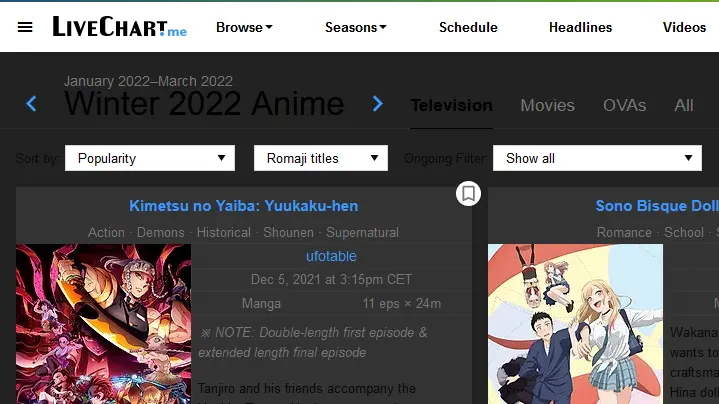 LIVECHART.me
Browse Seasons Schedule Headlines Videos
January 2022–March 2022
Winter 2022 Anime
Television Movies OVAs All
Sort by: Popularity Romaji titles Ongoing Filter: Show all
Kimetsu no Yaiba: Yuukaku-hen
Action · Demons · Historical · Shounen · Supernatural
ufotable
Dec 5, 2021 at 3:15pm CET
Manga 11 eps × 24m
※ NOTE: Double-length first episode &
extended length final episode
Tanjiro and his friends accompany the
Sono Bisque Doll
Romance · School ·
Wakana
wants to
craftsma
Hina doll